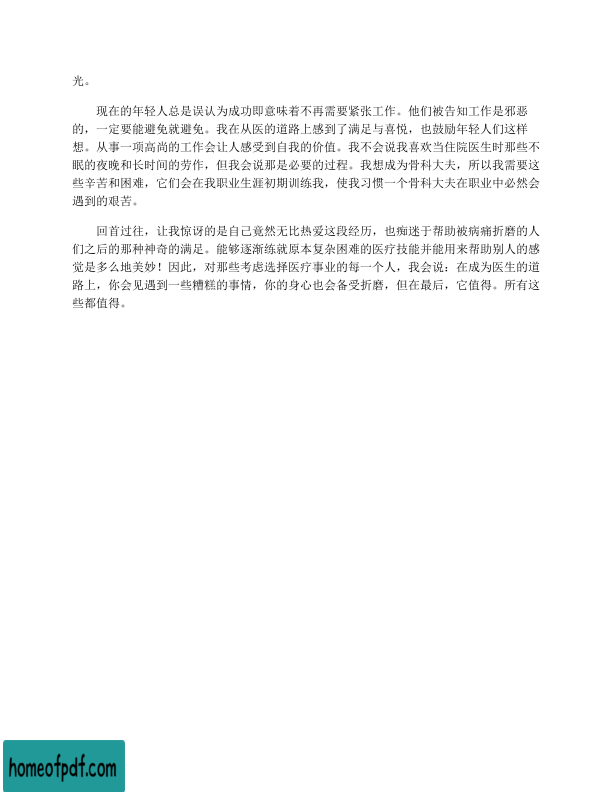 光。
现在的年轻人总是误认为成功即意味着不再需要紧张工作。他们被告知工作是邪恶
的，一定要能避免就避免。我在从医的道路上感到了满足与喜悦，也鼓励年轻人们这样
想。从事一项高尚的工作会让人感受到自我的价值。我不会说我喜欢当住院医生时那些不
眠的夜晚和长时间的劳作，但我会说那是必要的过程。我想成为骨科大夫，所以我需要这
些辛苦和困难，它们会在我职业生涯初期训练我，使我习惯一个骨科大夫在职业中必然会
遇到的艰苦。
回首过往，让我惊讶的是自己竟然无比热爱这段经历，也痴迷于帮助被病痛折磨的人
们之后的那种神奇的满足。能够逐渐练就原本复杂困难的医疗技能并能用来帮助别人的感
觉是多么地美妙！因此，对那些考虑选择医疗事业的每一个人，我会说：在成为医生的道
路上，你会见遇到一些糟糕的事情，你的身心也会备受折磨，但在最后，它值得。所有这
些都值得。
homeofpdf.com